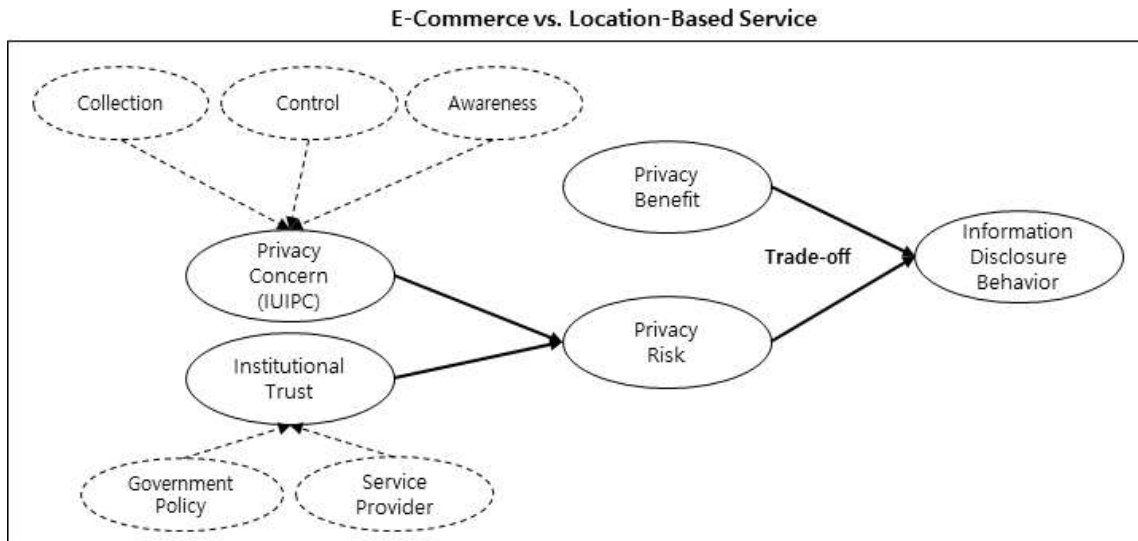 E-Commerce vs. Location-Based Service
Collection
Control
Awareness
Privacy
Benefit
Privacy
Concern
(IUIPC)
Trade-off
Information
Disclosure
Behavior
Privacy
Risk
Institutional
Trust
Government
Policy
Service
Provider